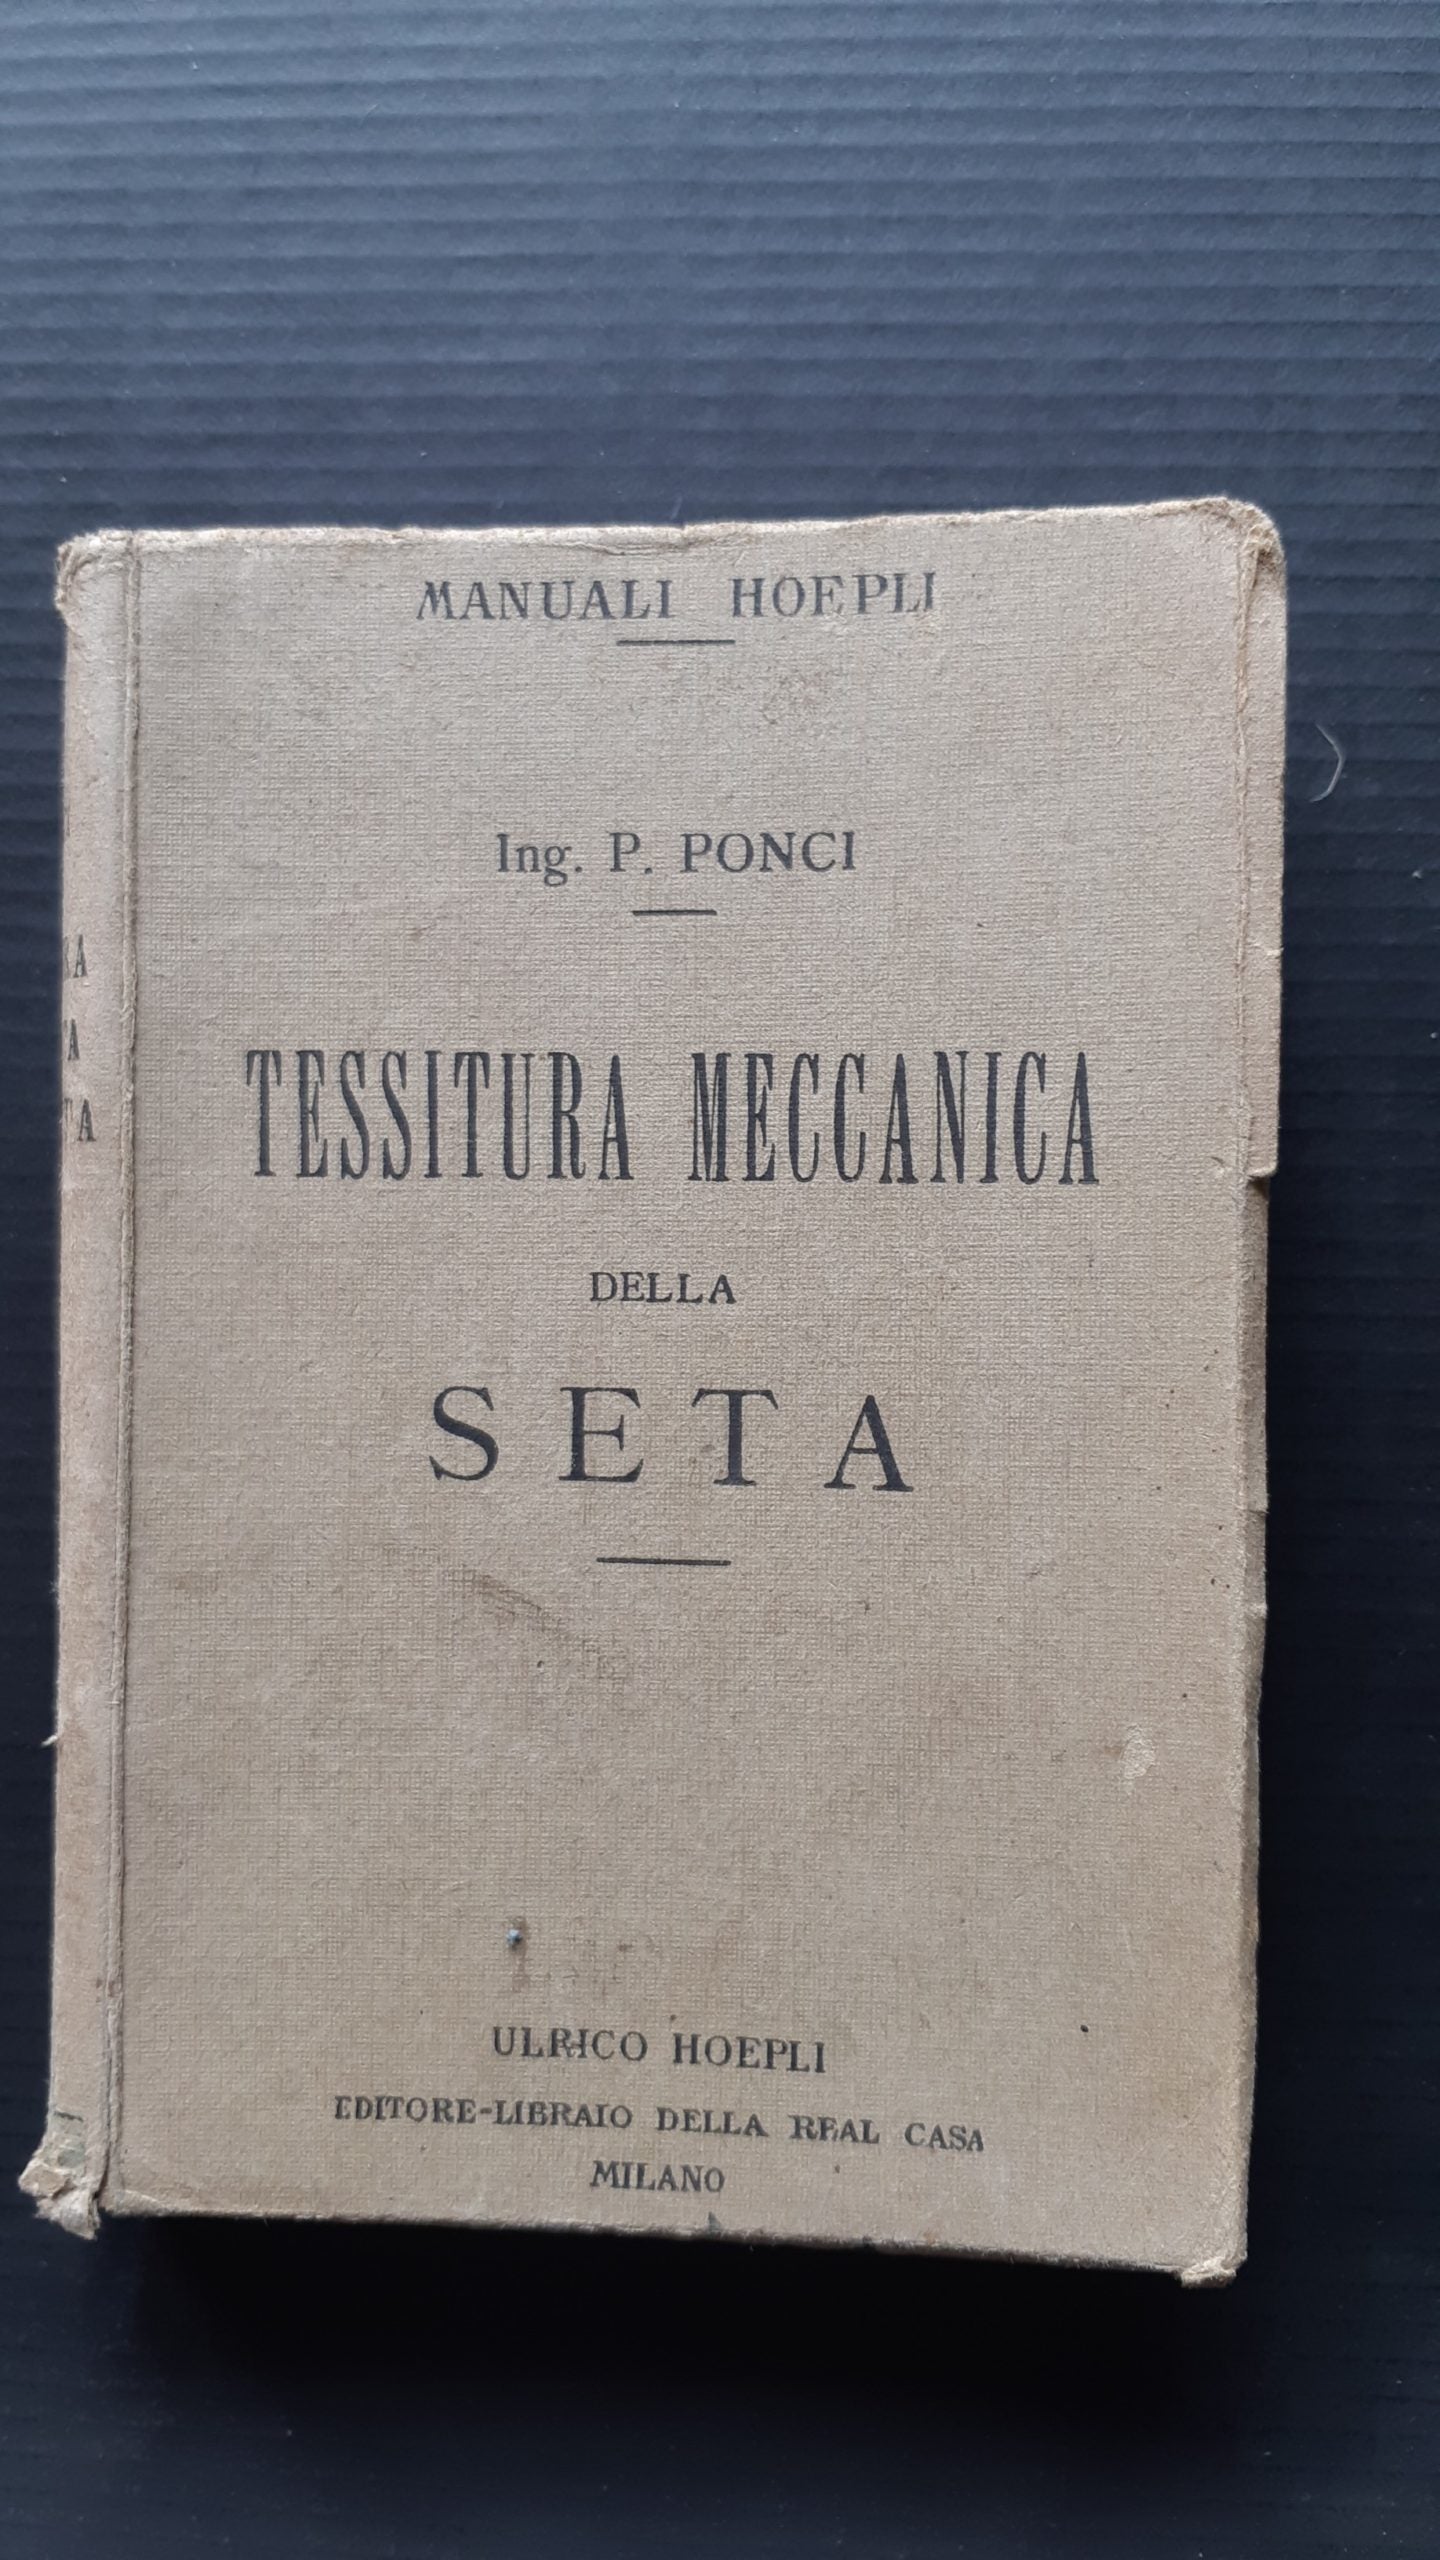 MANUALI HOEPLI
Ing. P. PONCI
TESSITURA MECCANICA
DELLA
SETA
ULRICO HOEPLI
EDITORE-LIBRAIO DELLA REAL CASA
MILANO